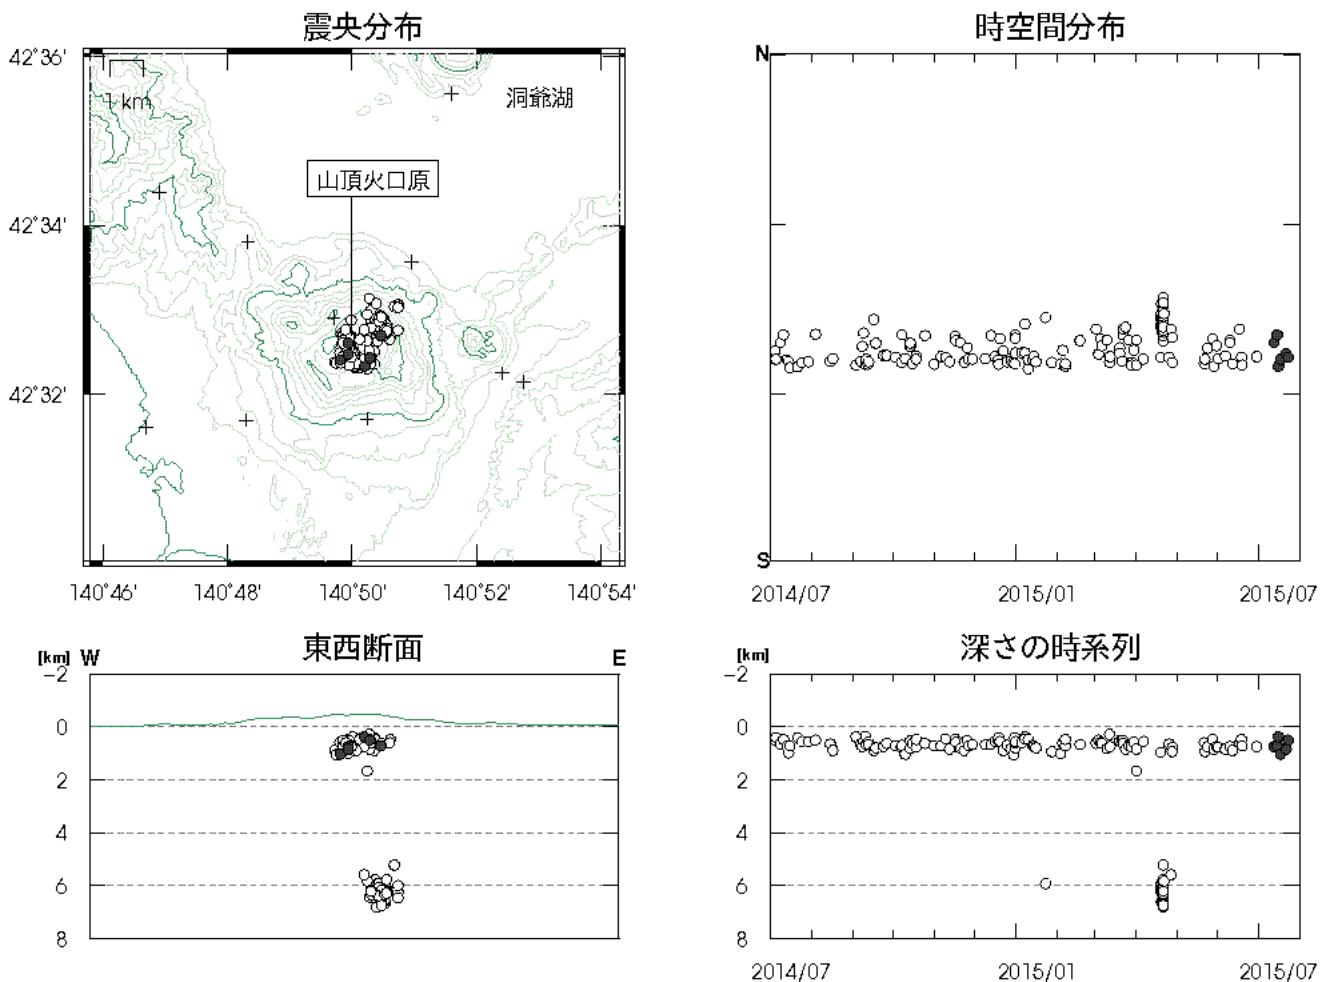 震央分布
42°36'
1 km
洞爺湖
山頂火口原
42°34'
42°32'
140°46' 140°48' 140°50' 140°52' 140°54'
時空間分布
N
S
2014/07 2015/01 2015/07
東西断面
[km] W E
-2
0
2
4
6
8
深さの時系列
[km]
-2
0
2
4
6
8
2014/07 2015/01 2015/07